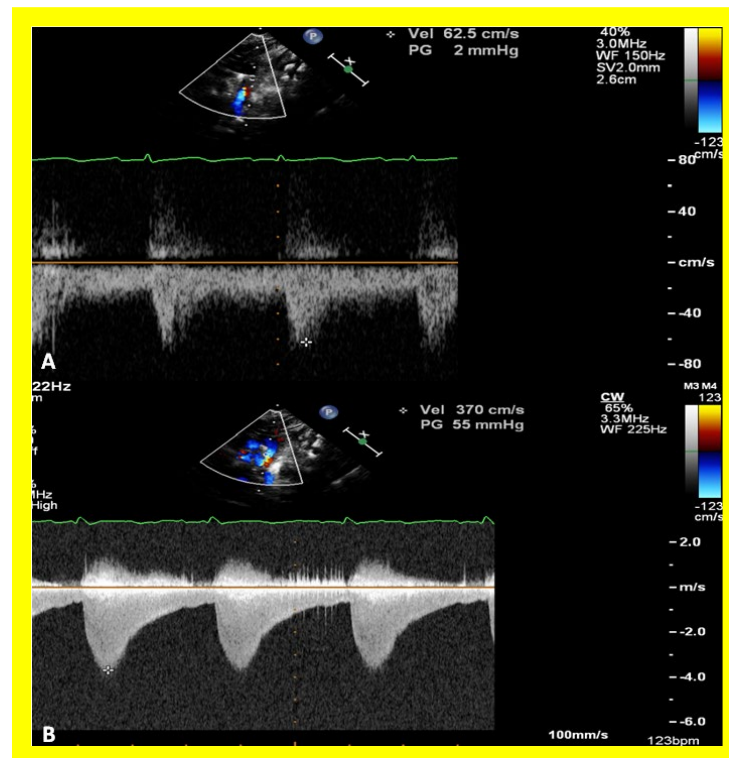 P
Vel 62.5 cm/s
PG 2 mmHg
40%
3.0MHz
WF 150Hz
SV2.0mm
2.6cm
-123
cm/s
-80
-40
-cm/s
--40
--80
A
22Hz
m
%
)
f
%
MHz
High
P
Vel 370 cm/s
PG 55 mmHg
CW
65%
3.3MHz
WF 225Hz
M3 M4
123
-123
cm/s
-2.0
-m/s
--2.0
--4.0
--6.0
B
100mm/s
123bpm